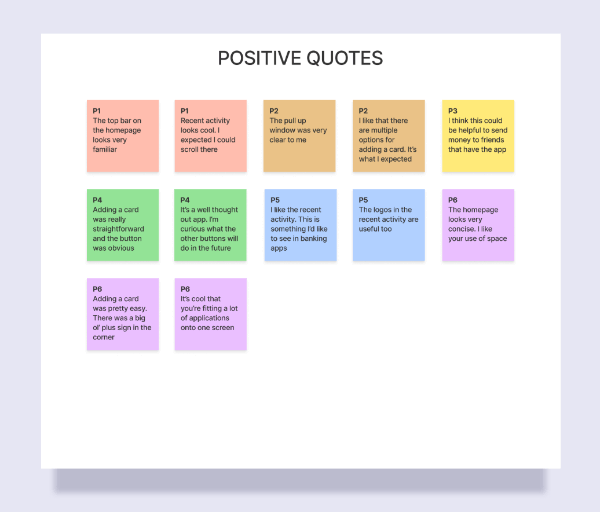 POSITIVE QUOTES
P1
The top bar on
the homepage
looks very
familiar
P1
Recent activity
looks cool. I
expected I could
scroll there
P2
The pull up
window was very
clear to me
P2
I like that there
are multiple
options for
adding a card. It's
what I expected
P3
I think this could
be helpful to send
money to friends
that have the app
P4
Adding a card
was really
straightforward
and the button
was obvious
P4
It's a well thought
out app. I'm
curious what the
other buttons will
do in the future
P5
I like the recent
activity. This is
something I'd like
to see in banking
apps
P5
The logos in the
recent activity are
useful too
P6
The homepage
looks very
concise. I like
your use of space
P6
Adding a card
was pretty easy.
There was a big
ol' plus sign in the
corner
P6
It's cool that
you're fitting a lot
of applications
onto one screen